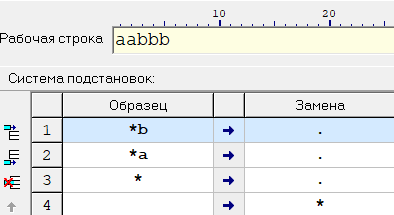 10 20
Рабочая строка aabbb
Система подстановок:
Образец Замена
1 *b → .
2 *a → .
3 * → .
4 → *